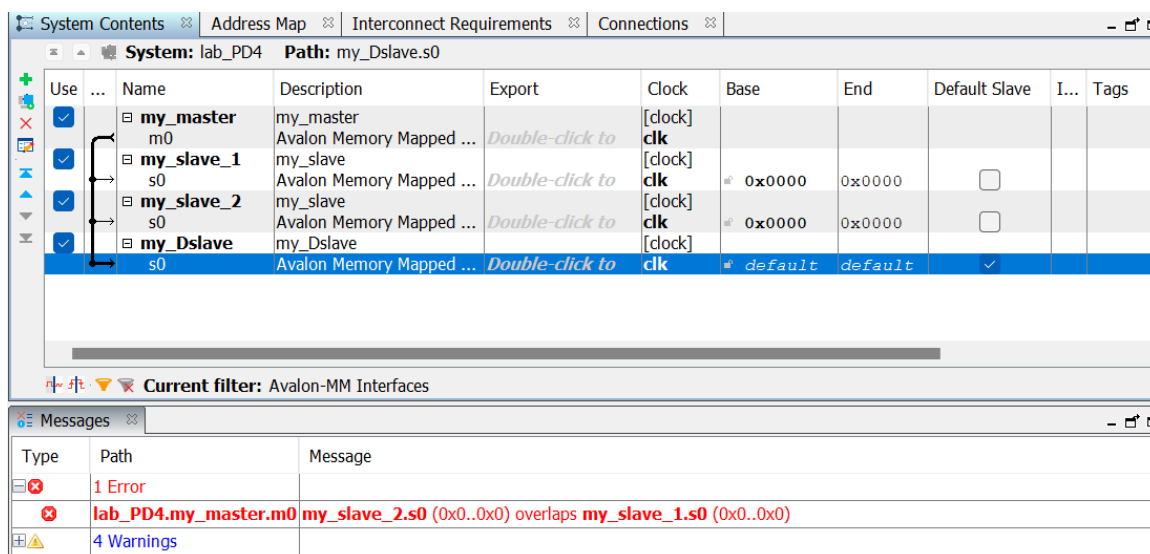 System Contents Address Map Interconnect Requirements Connections
System: lab_PD4 Path: my_Dslave.s0
Use ... Name Description Export Clock Base End Default Slave I... Tags
my_master my_master [clock]
m0 Avalon Memory Mapped ... Double-click to clk
my_slave_1 my_slave [clock]
s0 Avalon Memory Mapped ... Double-click to clk 0x0000 0x0000
my_slave_2 my_slave [clock]
s0 Avalon Memory Mapped ... Double-click to clk 0x0000 0x0000
my_Dslave my_Dslave [clock]
s0 Avalon Memory Mapped ... Double-click to clk default default
Current filter: Avalon-MM Interfaces
Messages
Type Path Message
1 Error
lab_PD4.my_master.m0 my_slave_2.s0 (0x0..0x0) overlaps my_slave_1.s0 (0x0..0x0)
4 Warnings